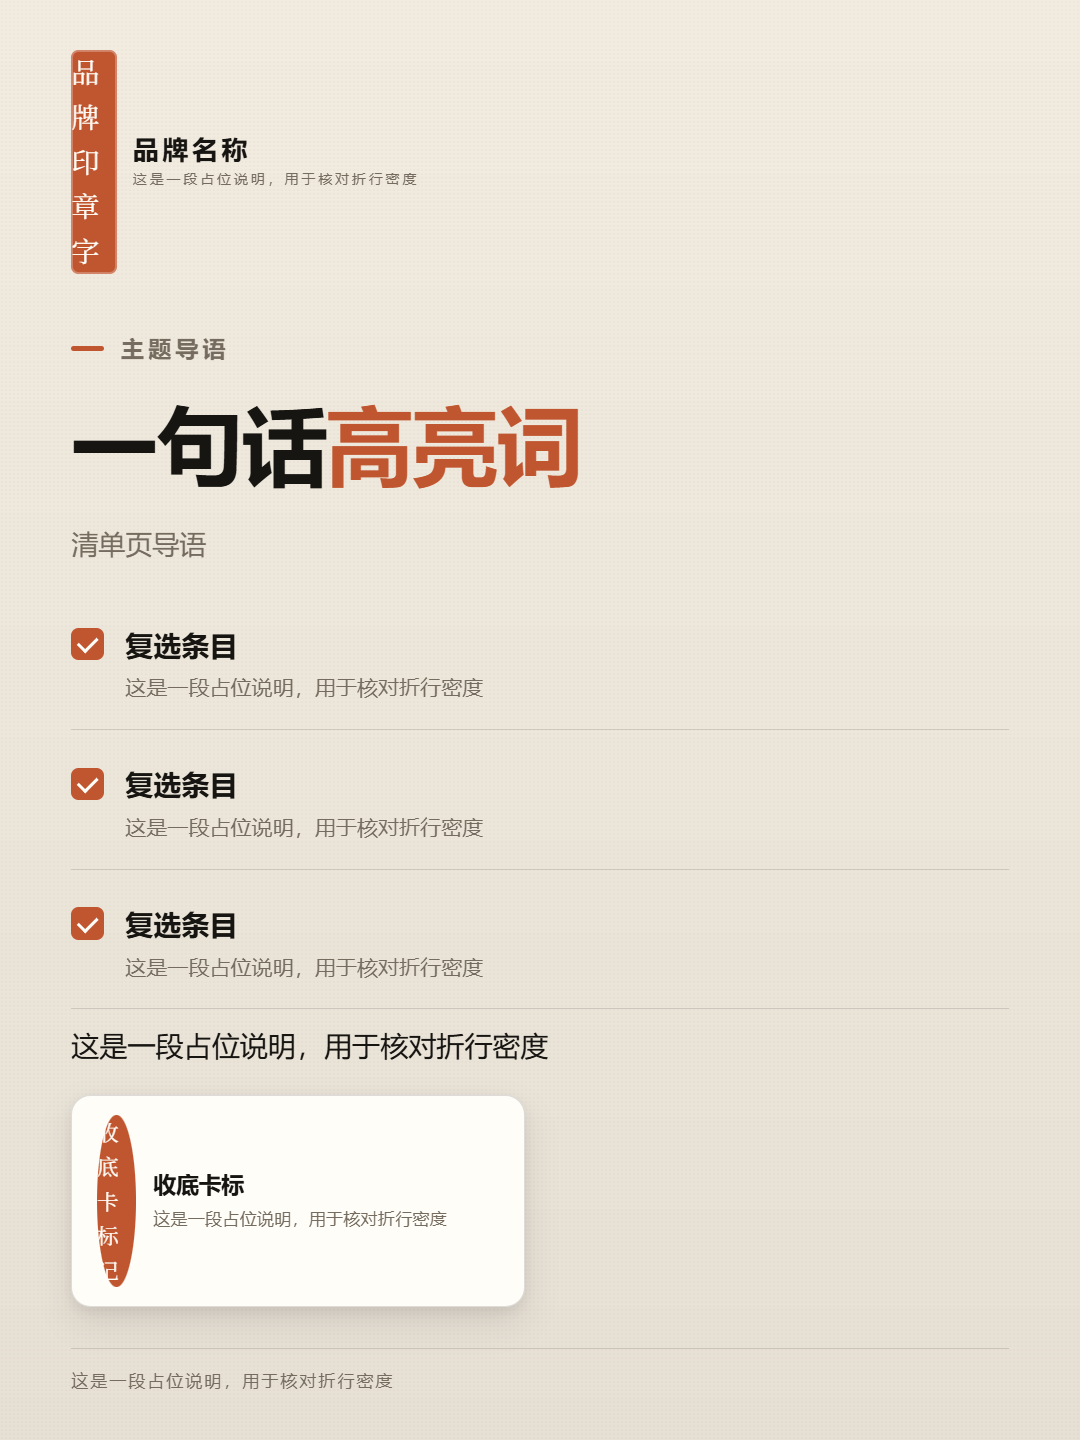 品
牌
印
章
字
品牌名称
这是一段占位说明，用于核对折行密度
主题导语
一句话高亮词
清单页导语
复选条目
这是一段占位说明，用于核对折行密度
复选条目
这是一段占位说明，用于核对折行密度
复选条目
这是一段占位说明，用于核对折行密度
这是一段占位说明，用于核对折行密度
收
底
卡
标
记
收底卡标
这是一段占位说明，用于核对折行密度
这是一段占位说明，用于核对折行密度